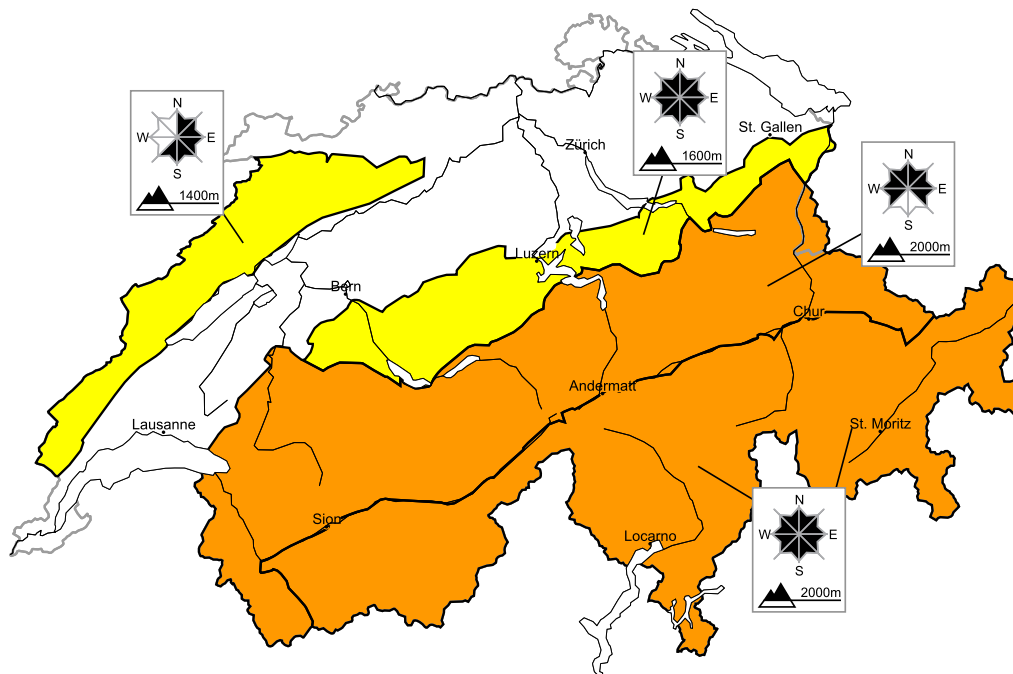 N
W E
S
1400m
N
W E
S
1600m
N
W E
S
2000m
N
W E
S
2000m
Zürich
St. Gallen
Luzern
Bern
Chur
Andermatt
Lausanne
St. Moritz
Sion
Locarno